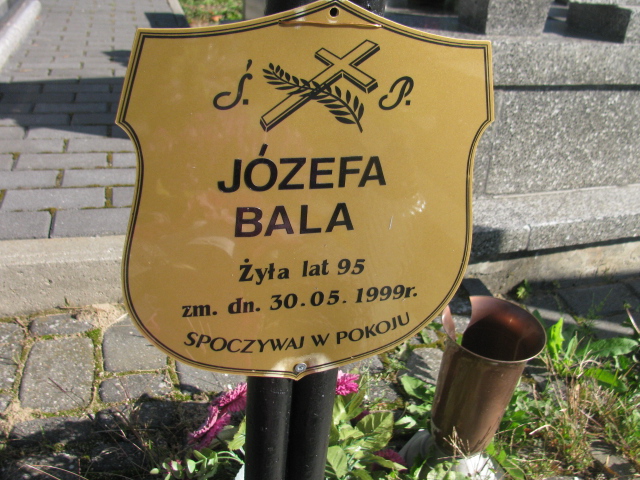 Ś. P.
JÓZEFA
BALA
Żyła lat 95
zm. dn. 30.05.1999r.
SPOCZYWAJ W POKOJU